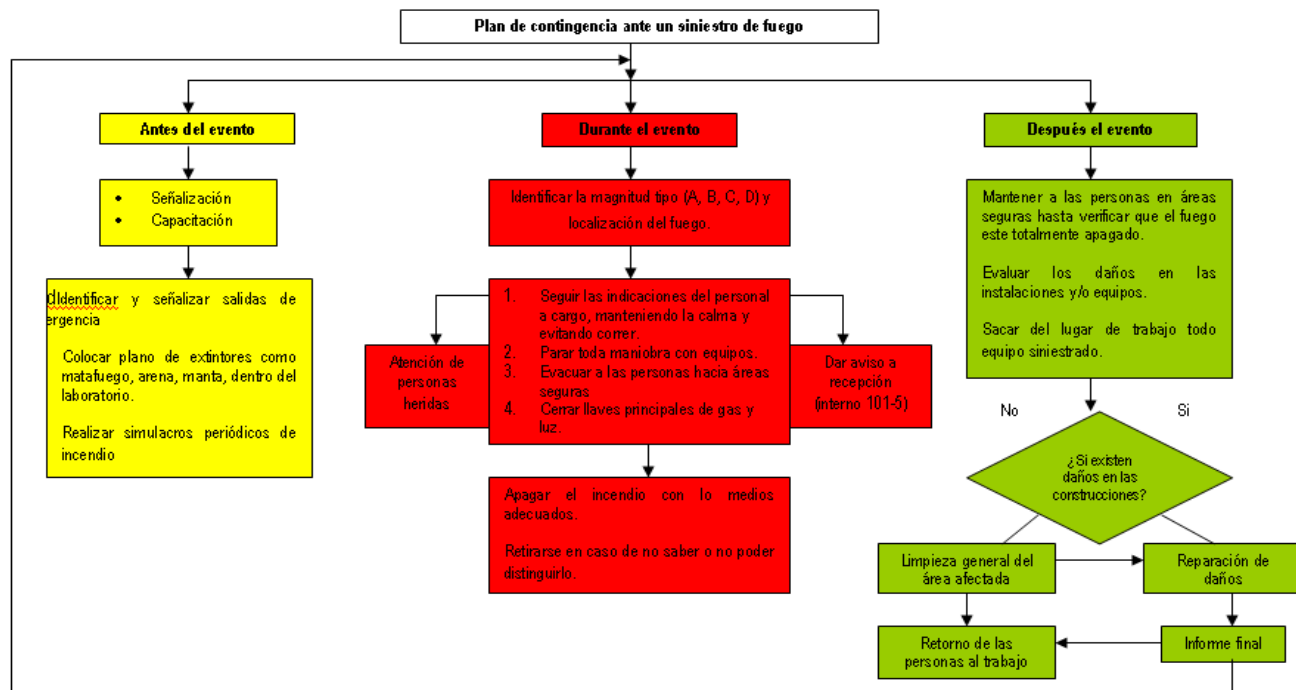 Plan de contingencia ante un siniestro de fuego
Antes del evento
• Señalización
• Capacitación
dIdentificar y señalizar salidas de
ergencia
Colocar plano de extintores como
matafuego, arena, manta, dentro del
laboratorio.
Realizar simulacros periódicos de
incendio
Durante el evento
Identificar la magnitud tipo (A, B, C, D) y
localización del fuego.
1. Seguir las indicaciones del personal
a cargo, manteniendo la calma y
evitando correr.
2. Parar toda maniobra con equipos.
3. Evacuar a las personas hacia áreas
seguras
4. Cerrar llaves principales de gas y
luz.
Atención de
personas
heridas
Dar aviso a
recepción
(interno 101-5)
Apagar el incendio con lo medios
adecuados.
Retirarse en caso de no saber o no poder
distinguirlo.
Después el evento
Mantener a las personas en áreas
seguras hasta verificar que el fuego
este totalmente apagado.
Evaluar los daños en las
instalaciones y/o equipos.
Sacar del lugar de trabajo todo
equipo siniestrado.
No
Si
¿Si existen
daños en las
construcciones?
Limpieza general del
área afectada
Reparación de
daños
Retorno de las
personas al trabajo
Informe final